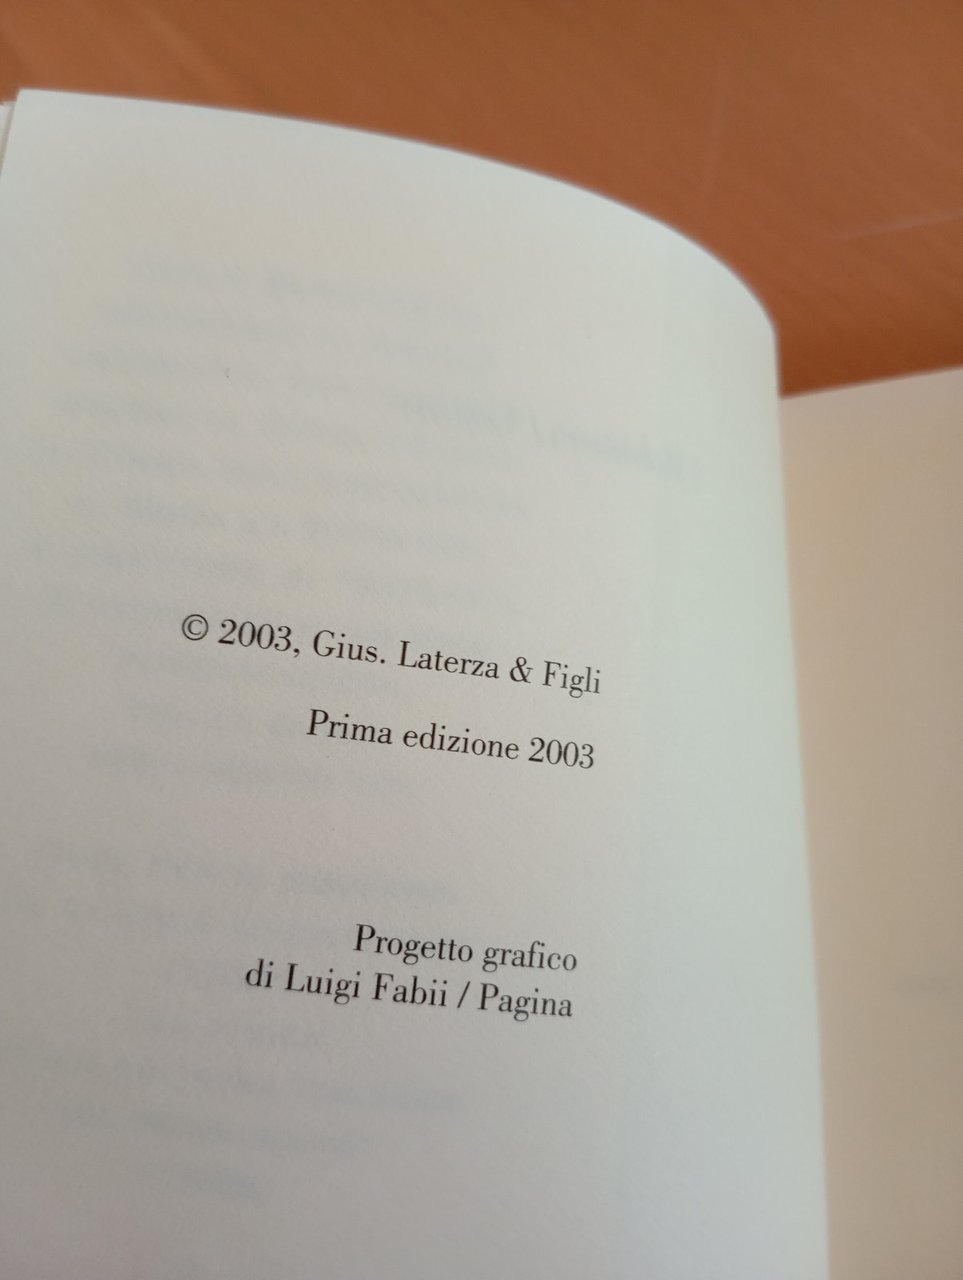 © 2003, Gius. Laterza & Figli
Prima edizione 2003
Progetto grafico
di Luigi Fabii / Pagina